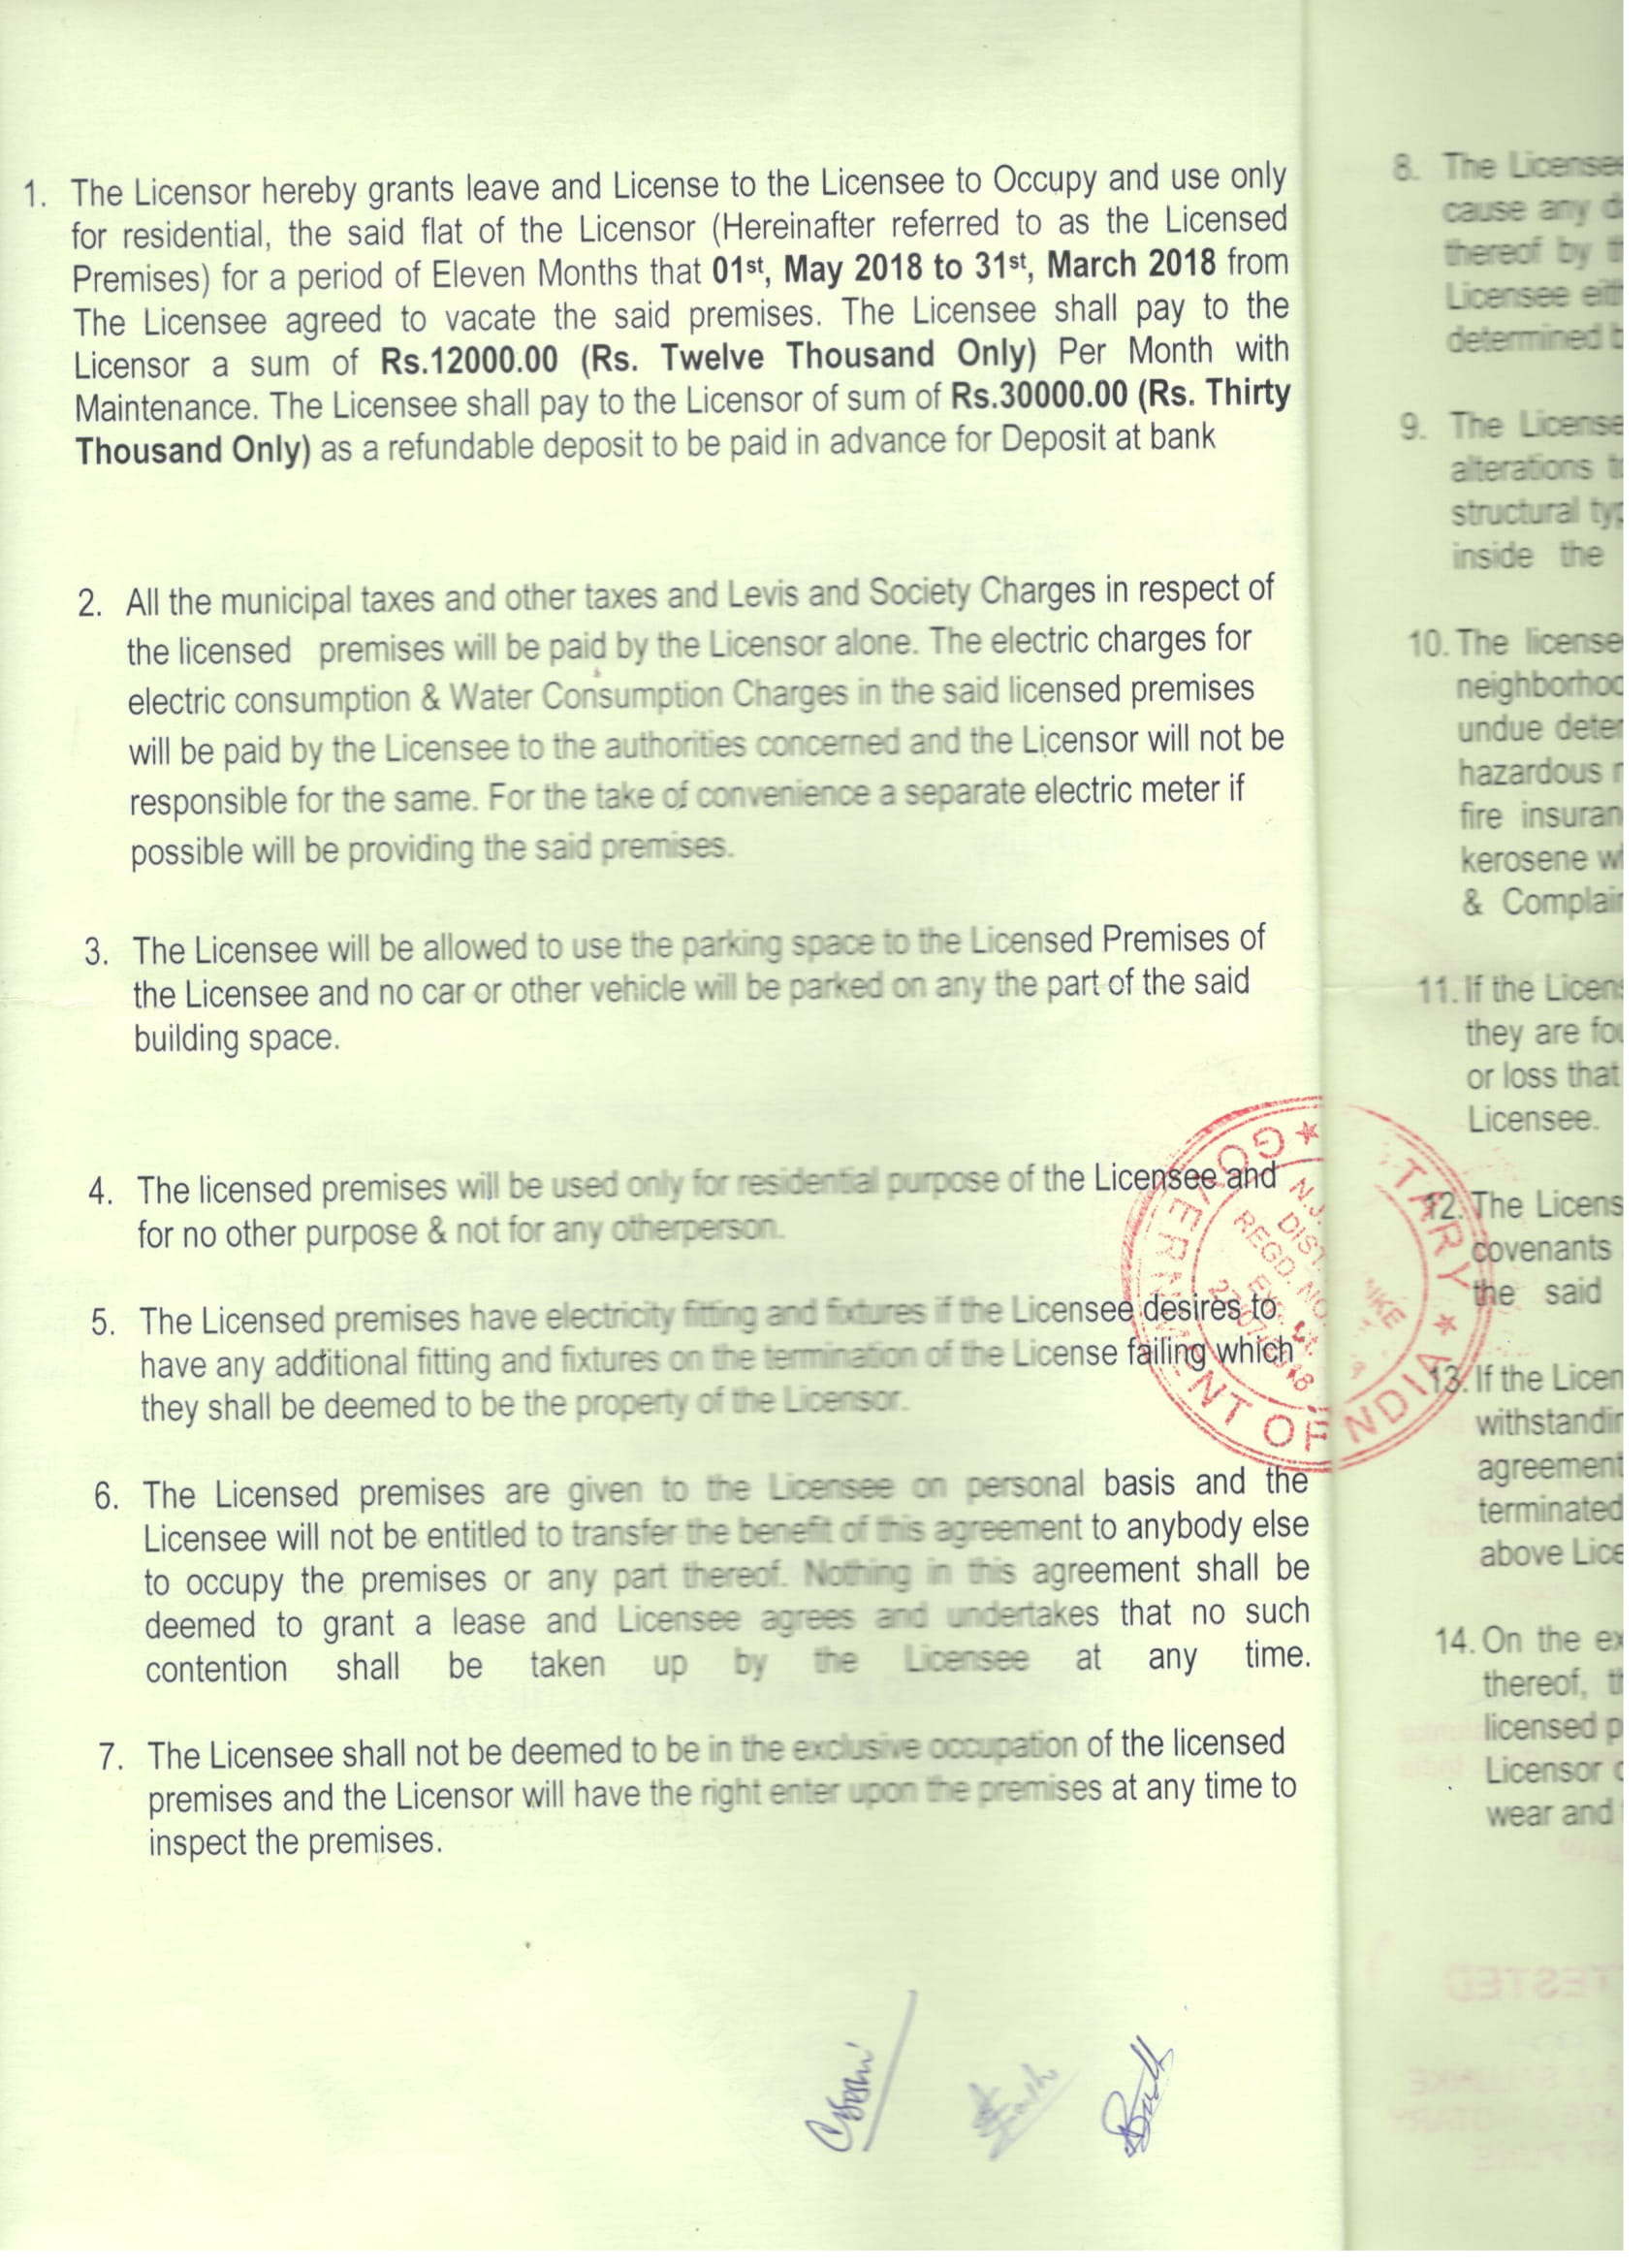 1. The Licensor hereby grants leave and License to the Licensee to Occupy and use only
for residential, the said flat of the Licensor (Hereinafter referred to as the Licensed
Premises) for a period of Eleven Months that 01st, May 2018 to 31st, March 2018 from
The Licensee agreed to vacate the said premises. The Licensee shall pay to the
Licensor a sum of Rs.12000.00 (Rs. Twelve Thousand Only) Per Month with
Maintenance. The Licensee shall pay to the Licensor of sum of Rs.30000.00 (Rs. Thirty
Thousand Only) as a refundable deposit to be paid in advance for Deposit at bank
2. All the municipal taxes and other taxes and Levis and Society Charges in respect of
the licensed premises will be paid by the Licensor alone. The electric charges for
electric consumption & Water Consumption Charges in the said licensed premises
will be paid by the Licensee to the authorities concerned and the Licensor will not be
responsible for the same. For the take of convenience a separate electric meter if
possible will be providing the said premises.
3. The Licensee will be allowed to use the parking space to the Licensed Premises of
the Licensee and no car or other vehicle will be parked on any the part of the said
building space.
4. The licensed premises will be used only for residential purpose of the Licensee and
for no other purpose & not for any otherperson.
5. The Licensed premises have electricity fitting and fixtures if the Licensee desires to
have any additional fitting and fixtures on the termination of the License failing which
they shall be deemed to be the property of the Licensor.
6. The Licensed premises are given to the Licensee on personal basis and the
Licensee will not be entitled to transfer the benefit of this agreement to anybody else
to occupy the premises or any part thereof. Nothing in this agreement shall be
deemed to grant a lease and Licensee agrees and undertakes that no such
contention shall be taken up by the Licensee at any time.
7. The Licensee shall not be deemed to be in the exclusive occupation of the licensed
premises and the Licensor will have the right enter upon the premises at any time to
inspect the premises.
8. The Licensee
cause any
thereof by
Licensee
determined
9. The License
alterations
structural
inside the
10. The license
neighborhoo
undue
hazardous
fire insuran
kerosene
& Complain
11. If the Licens
they are
or loss that
Licensee.
12. The Licens
covenants
the said
13. If the Licen
withstandin
agreement
terminated
above Lice
14. On the ex
thereof,
licensed
Licensor
wear and
GOVERNMENT OF INDIA
TARY
N.J.
DIST.
REGD. NO.